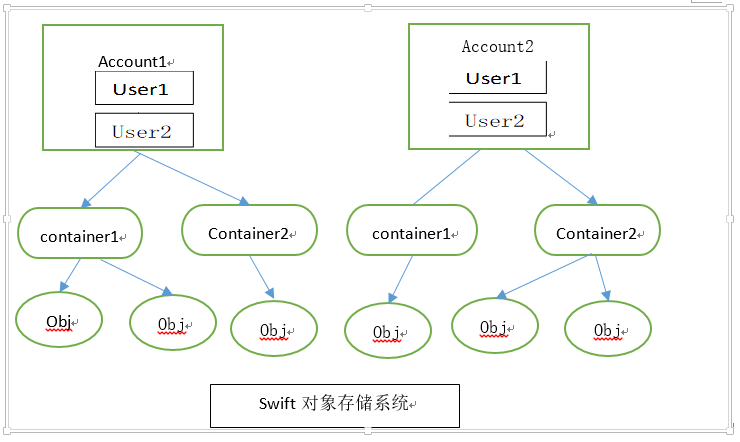 Account1
User1
User2
Account2
User1
User2
container1
Container2
container1
Container2
Obj
Obj
Obj
Obj
Obj
Obj
Swift 对象存储系统